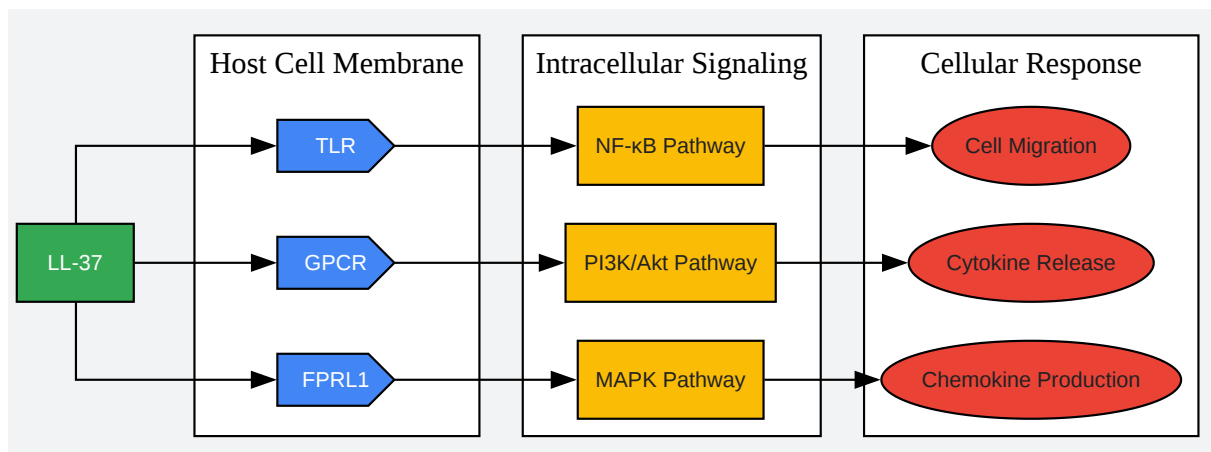 Host Cell Membrane
Intracellular Signaling
Cellular Response
TLR
NF-κB Pathway
Cell Migration
LL-37
GPCR
PI3K/Akt Pathway
Cytokine Release
FPRL1
MAPK Pathway
Chemokine Production